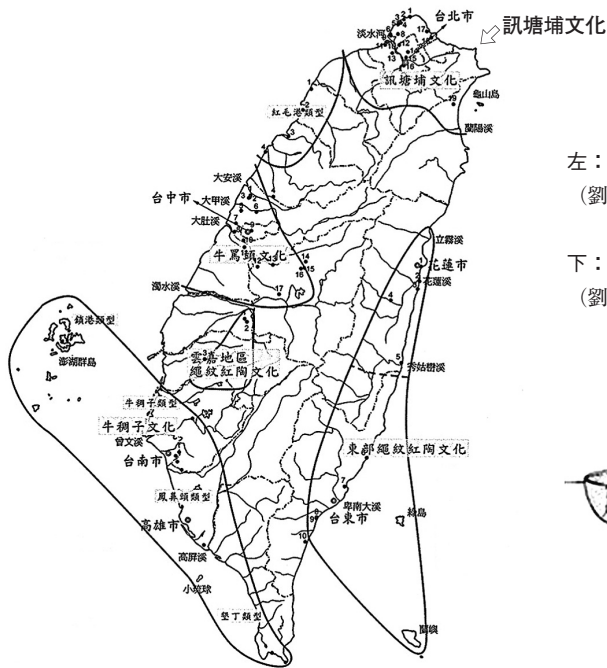 台北市
訊塘埔文化
淡水河
訊塘埔文化
龜山島
紅毛港類型
蘭陽溪
左：
(劉
大安溪
台中市
大甲溪
大肚溪
立霧溪
牛罵頭文化
花蓮市
花蓮溪
下：
(劉
濁水溪
鎖港類型
澎湖群島
雲嘉地區
繩紋紅陶文化
秀姑巒溪
牛稠子類型
牛稠子文化
曾文溪
台南市
東部繩紋紅陶文化
鳳鼻頭類型
卑南大溪
台東市
綠島
高雄市
高屏溪
小琉球
墾丁類型
蘭嶼